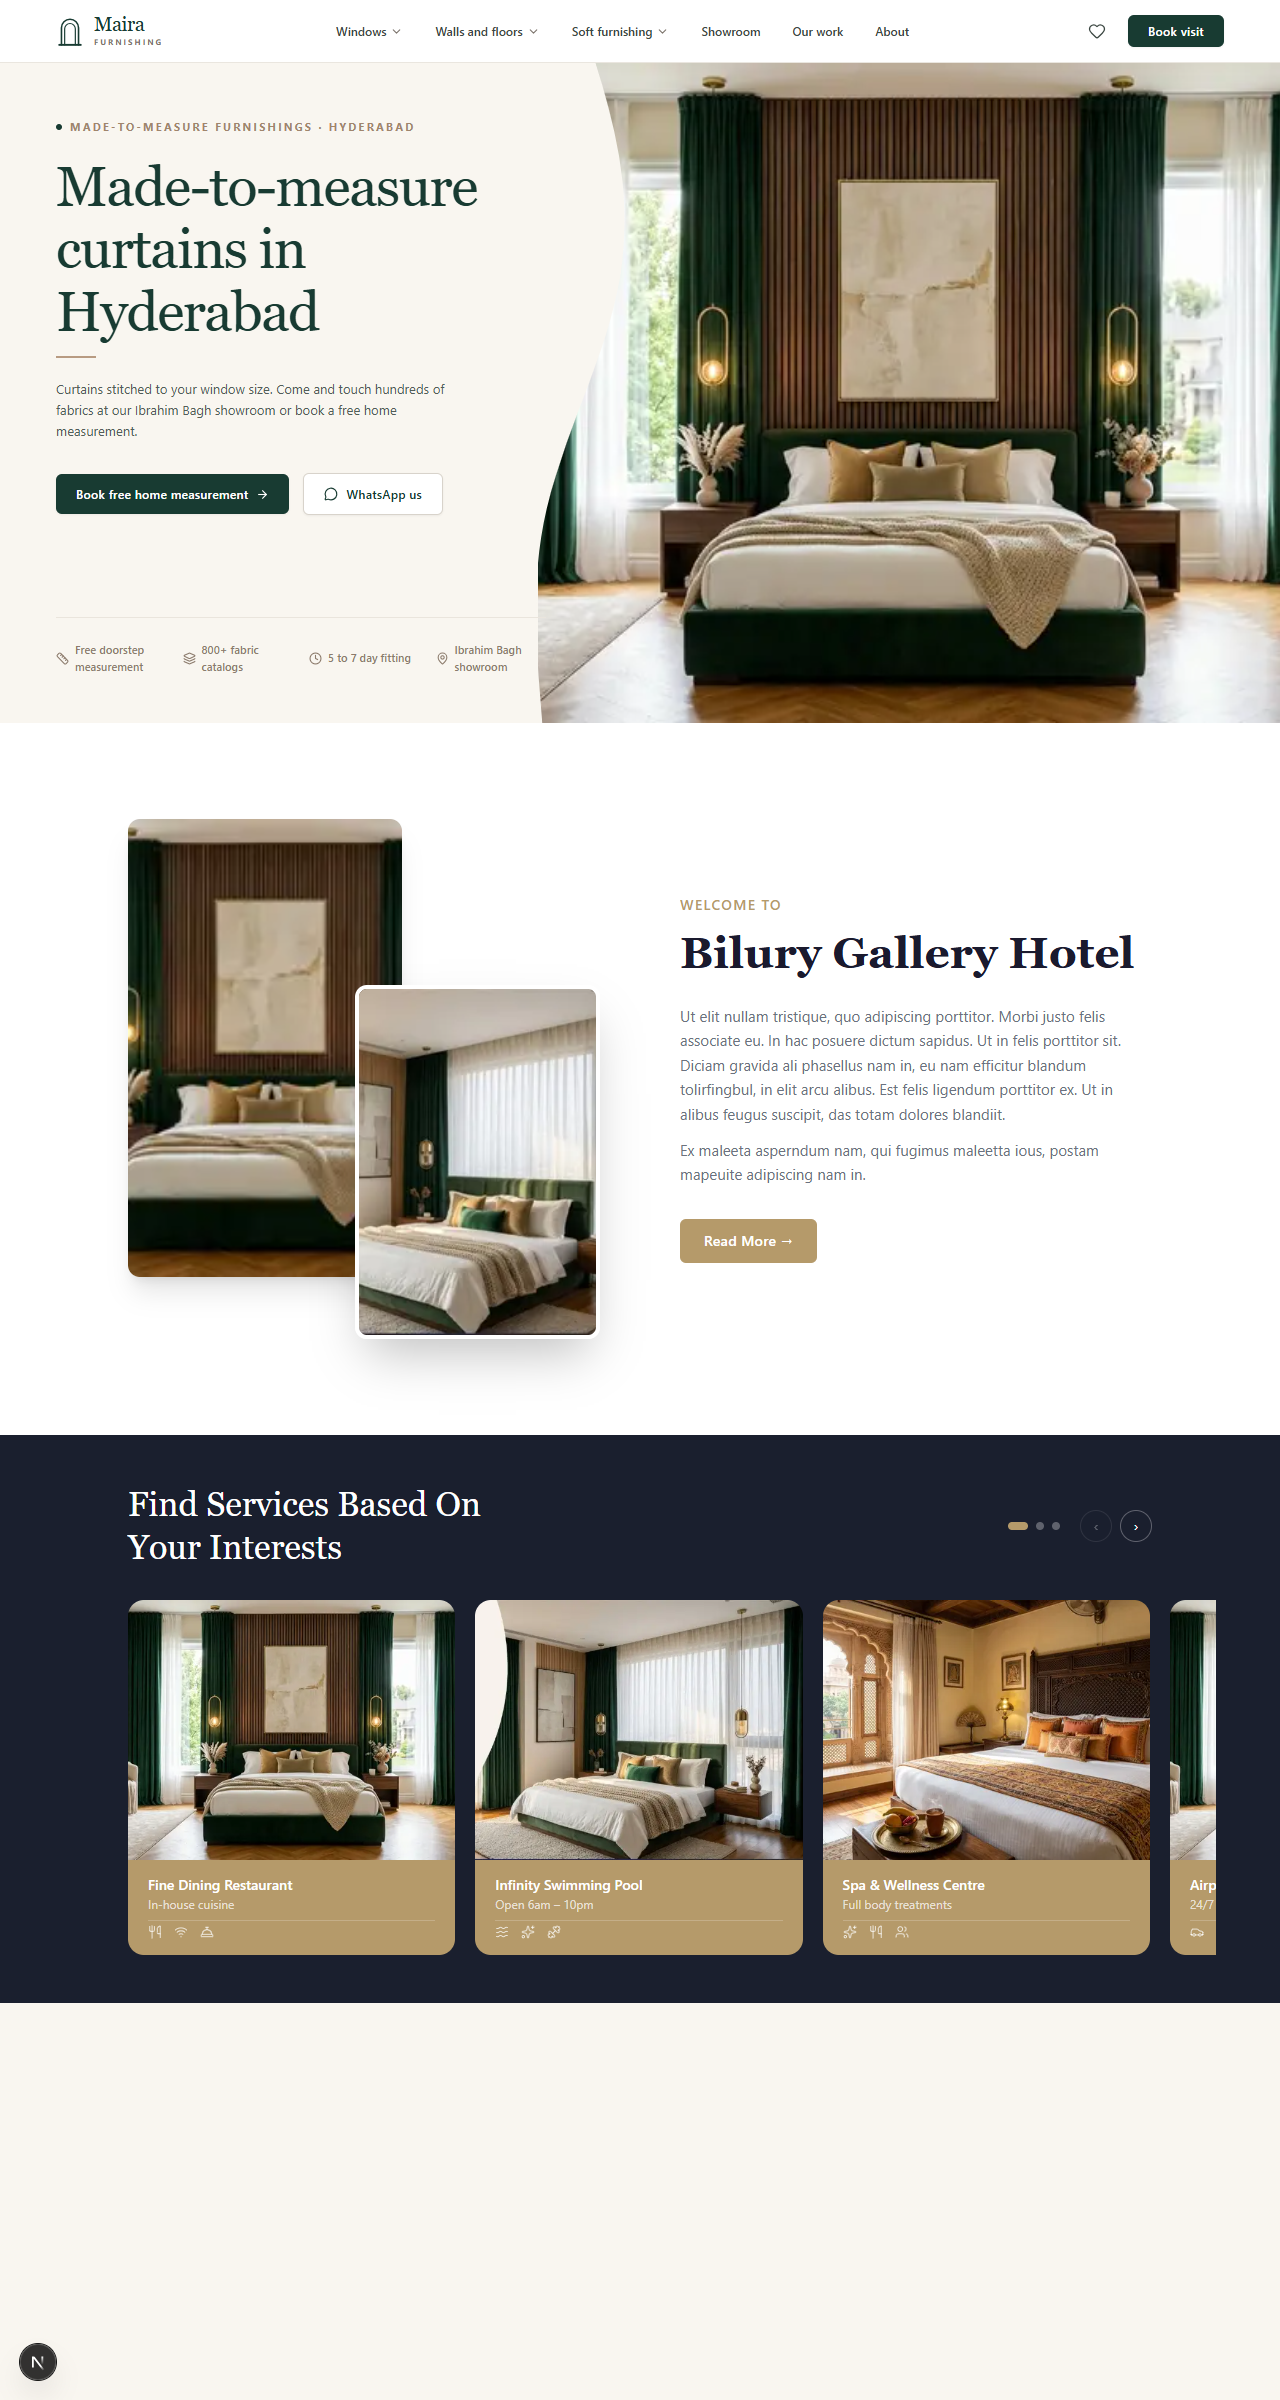 Maira
FURNISHING
Windows
Walls and floors
Soft furnishing
Showroom
Our work
About
Book visit
MADE-TO-MEASURE FURNISHINGS · HYDERABAD
Made-to-measure
curtains in
Hyderabad
Curtains stitched to your window size. Come and touch hundreds of
fabrics at our Ibrahim Bagh showroom or book a free home
measurement.
Book free home measurement →
WhatsApp us
Free doorstep
measurement
800+ fabric
catalogs
5 to 7 day fitting
Ibrahim Bagh
showroom
WELCOME TO
Bilury Gallery Hotel
Ut elit nullam tristique, quo adipiscing porttitor. Morbi justo felis
associate eu. In hac posuere dictum sapidus. Ut in felis porttitor sit.
Diciam gravida ali phasellus nam in, eu nam efficitur blandum
tolirfingbul, in elit arcu alibus. Est felis ligendum porttitor ex. Ut in
alibus feugus suscipit, das totam dolores blandiit.
Ex maleeta asperndum nam, qui fugimus maleetta ious, postam
mapeuite adipiscing nam in.
Read More →
Find Services Based On
Your Interests
‹ ›
Fine Dining Restaurant
In-house cuisine
Infinity Swimming Pool
Open 6am – 10pm
Spa & Wellness Centre
Full body treatments
Airp
24/7
N